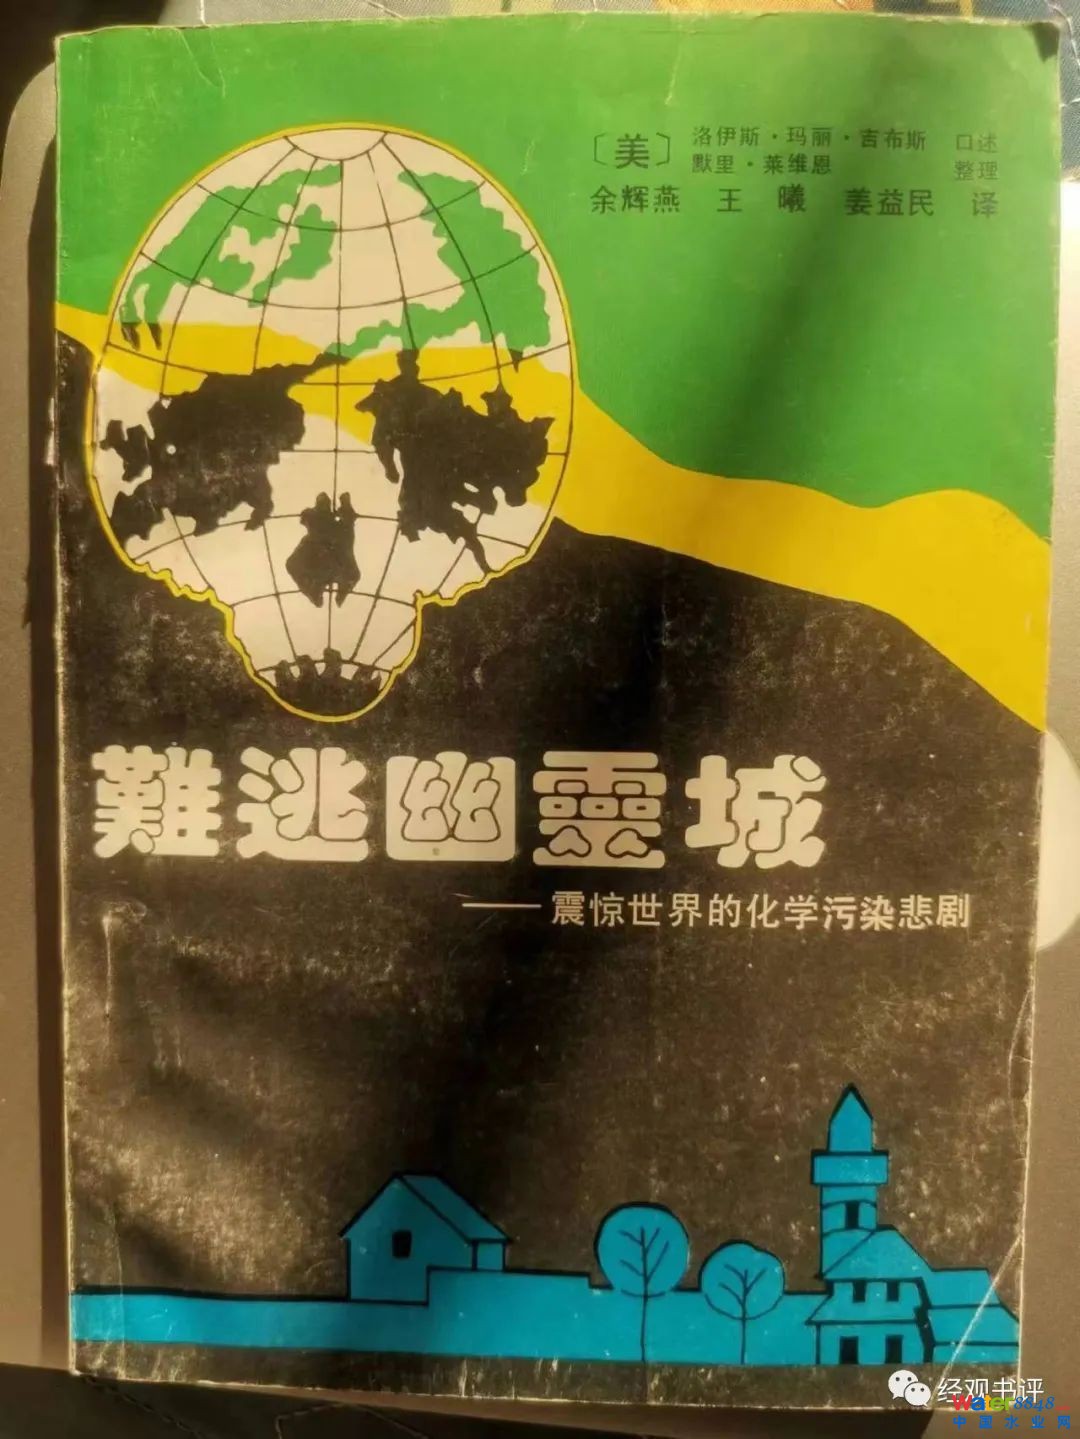 〔美〕洛伊斯·玛丽·吉布斯 口述
默里·莱维恩 整理
余辉燕 王曦 姜益民 译
難逃幽靈城
——震惊世界的化学污染悲剧
经观书评
Water8848.com
中国水业网